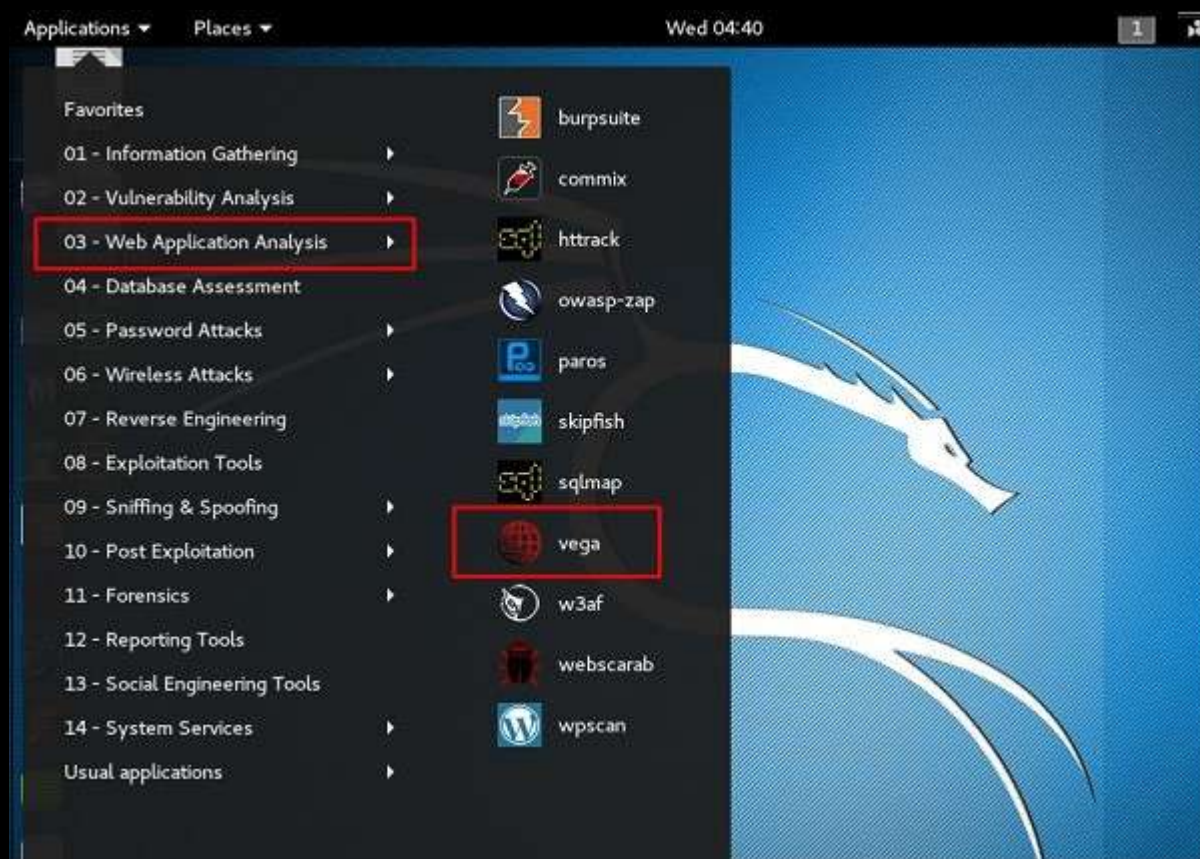 Applications Places Wed 04:40 1
Favorites
01 - Information Gathering
02 - Vulnerability Analysis
03 - Web Application Analysis
04 - Database Assessment
05 - Password Attacks
06 - Wireless Attacks
07 - Reverse Engineering
08 - Exploitation Tools
09 - Sniffing & Spoofing
10 - Post Exploitation
11 - Forensics
12 - Reporting Tools
13 - Social Engineering Tools
14 - System Services
Usual applications
burpsuite
commix
sql httrack
owasp-zap
paros
skipfish skipfish
sql sqlmap
vega
w3af
webscarab
W wpscan